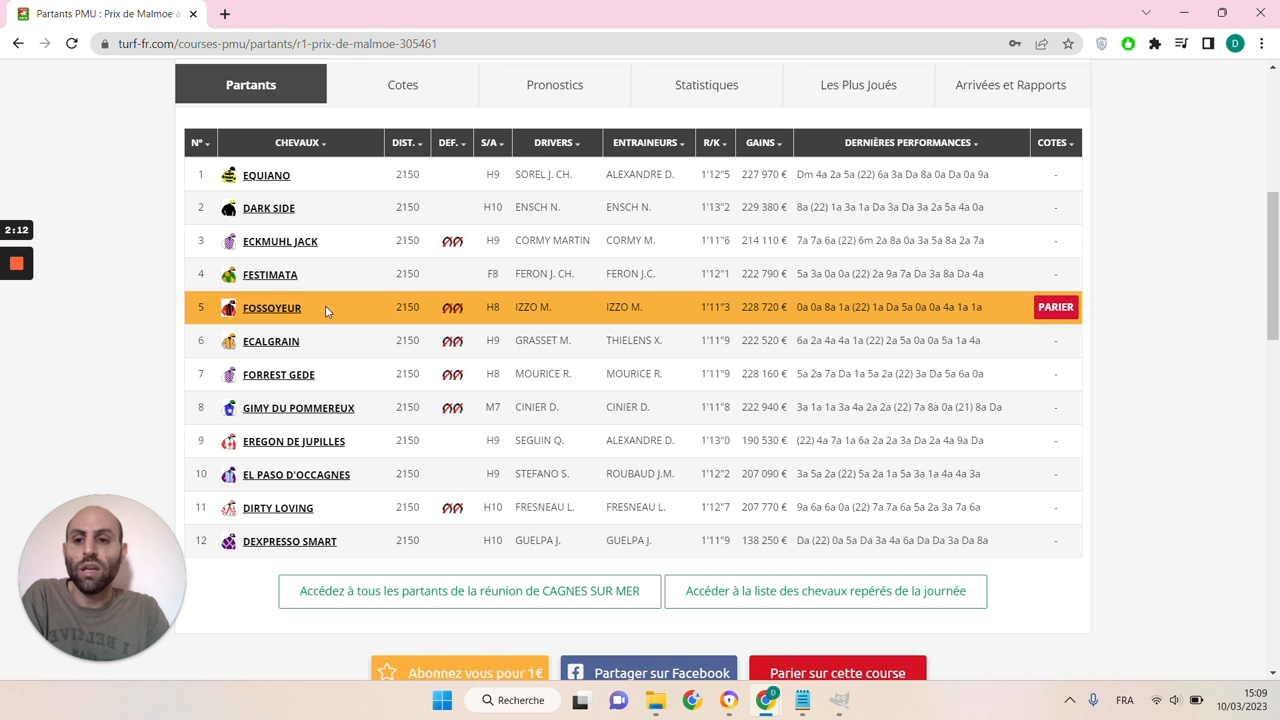 Partants PMU : Prix de Malmoe à
turf-fr.com/courses-pmu/partants/r1-prix-de-malmoe-305461
D
Partants Cotes Pronostics Statistiques Les Plus Joués Arrivées et Rapports
N° CHEVAUX DIST. DEF. S/A DRIVERS ENTRAINEURS R/K GAINS DERNIÈRES PERFORMANCES COTES
1 EQUIANO 2150 H9 SOREL J. CH. ALEXANDRE D. 1'12"5 227 970 € Dm 4a 2a 5a (22) 6a 3a Da 8a 0a Da 0a 9a -
2 DARK SIDE 2150 H10 ENSCH N. ENSCH N. 1'13"2 229 380 € 8a (22) 1a 3a 1a Da 3a Da 3a 2a 5a 4a 0a -
3 ECKMUHL JACK 2150 H9 CORMY MARTIN CORMY M. 1'11"6 214 110 € 7a 7a 6a (22) 6m 2a 8a 0a 3a 5a 8a 2a 7a -
4 FESTIMATA 2150 F8 FERON J. CH. FERON J.C. 1'12"1 222 790 € 5a 3a 0a 0a (22) 2a 9a 7a Da 3a 8a Da 4a -
5 FOSSOYEUR 2150 H8 IZZO M. IZZO M. 1'11"3 228 720 € 0a 0a 8a 1a (22) 1a Da 5a 0a 0a 4a 1a 1a PARIER
6 ECALGRAIN 2150 H9 GRASSET M. THIELENS X. 1'11"9 222 520 € 6a 2a 4a 4a 1a (22) 2a 5a 0a 0a 5a 1a 4a -
7 FORREST GEDE 2150 H8 MOURICE R. MOURICE R. 1'11"9 228 160 € 5a 2a 7a Da 1a 5a 2a (22) 3a Da 5a 6a 0a -
8 GIMY DU POMMEREUX 2150 M7 CINIER D. CINIER D. 1'11"8 222 940 € 3a 1a 1a 3a 4a 2a 2a (22) 7a 8a 0a (21) 8a Da -
9 EREGON DE JUPILLES 2150 H9 SEGUIN Q. ALEXANDRE D. 1'13"0 190 530 € (22) 4a 7a 1a 6a 2a 2a 3a Da 2a 4a 9a Da -
10 EL PASO D'OCCAGNES 2150 H9 STEFANO S. ROUBAUD J.M. 1'12"2 207 090 € 3a 5a 2a (22) 5a 2a 1a 5a 3a 1a 4a 4a 3a -
11 DIRTY LOVING 2150 H10 FRESNEAU L. FRESNEAU L. 1'12"7 207 770 € 9a 6a 6a 0a (22) 7a 7a 6a 5a 2a 3a 7a 6a -
12 DEXPRESSO SMART 2150 H10 GUELPA J. GUELPA J. 1'11"9 138 250 € Da (22) 0a 5a Da 3a 4a 6a Da Da 3a Da 8a -
2:12
Accédez à tous les partants de la réunion de CAGNES SUR MER Accéder à la liste des chevaux repérés de la journée
Abonnez vous pour 1€ Partager sur Facebook Parier sur cette course
Recherche
FRA
15:09
10/03/2023